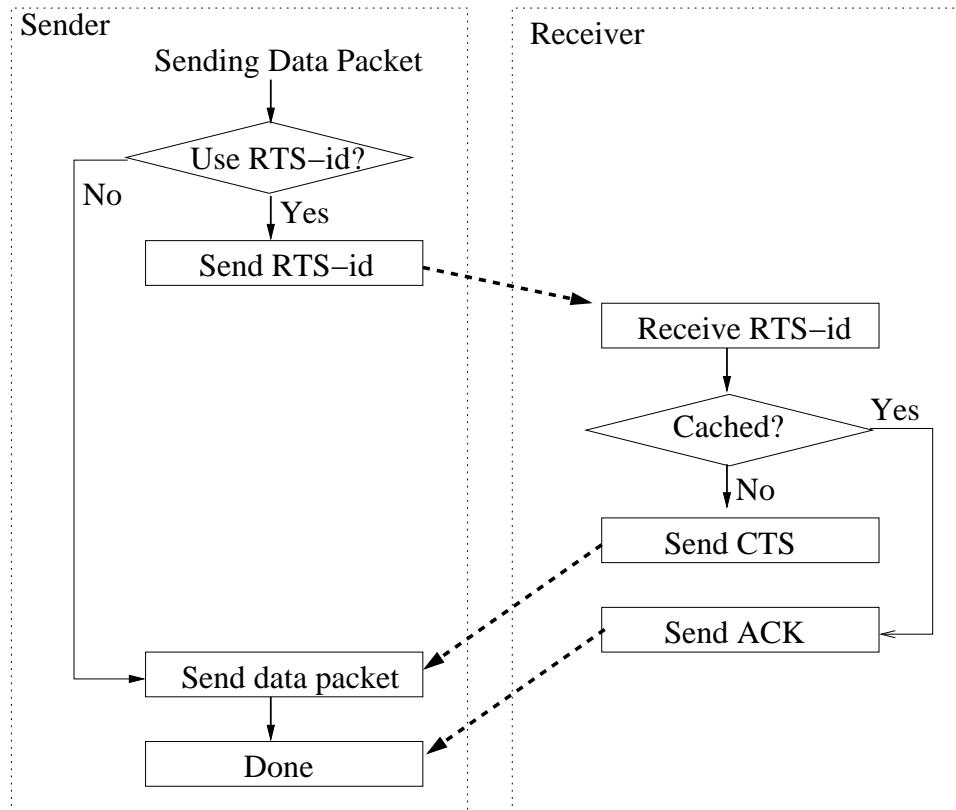 Sender
Sending Data Packet
Use RTS−id?
No
Yes
Send RTS−id
Send data packet
Done
Receiver
Receive RTS−id
Cached?
Yes
No
Send CTS
Send ACK